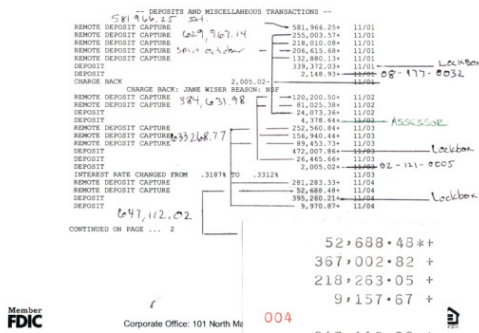 -- DEPOSITS AND MISCELLANEOUS TRANSACTIONS --
581966.25
REMOTE DEPOSIT CAPTURE 581,966.25+ 11/01
REMOTE DEPOSIT CAPTURE 629,967.14 255,003.57+ 11/01
REMOTE DEPOSIT CAPTURE 218,010.08+ 11/01
REMOTE DEPOSIT CAPTURE Split october 206,615.68+ 11/01
REMOTE DEPOSIT CAPTURE 132,880.13+ 11/01
DEPOSIT 339,372.03+ 11/01 Lockbox
DEPOSIT 2,148.93+ 11/01 08-177-0032
CHARGE BACK 2,005.02- 11/01
CHARGE BACK: JANE WISER REASON: NSF
REMOTE DEPOSIT CAPTURE 384,631.98 120,200.50+ 11/02
REMOTE DEPOSIT CAPTURE 81,025.38+ 11/02
DEPOSIT 24,073.36+ 11/02
DEPOSIT 4,378.64+ 11/02 ASSESSOR
REMOTE DEPOSIT CAPTURE 252,560.84+ 11/03
REMOTE DEPOSIT CAPTURE 156,940.44+ 11/03
REMOTE DEPOSIT CAPTURE 633268.77 89,453.73+ 11/03
DEPOSIT 472,007.86+ 11/03 Lockbox
DEPOSIT 26,465.66+ 11/03
DEPOSIT 2,005.02+ 11/03 02-121-0005
INTEREST RATE CHANGED FROM .3187% TO .3312% 11/04
REMOTE DEPOSIT CAPTURE 281,283.33+ 11/04
REMOTE DEPOSIT CAPTURE 52,688.48+ 11/04
DEPOSIT 395,260.21+ 11/04 Lockbox
DEPOSIT 9,970.87+ 11/04
647,112.02
CONTINUED ON PAGE ... 2
52,688.48*+
367,002.82 +
218,263.05 +
9,157.67 +
004
Member
FDIC
Corporate Office: 101 North